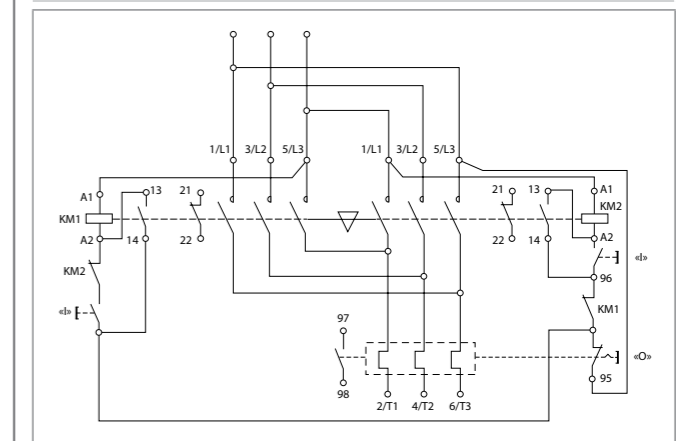 1/L1 3/L2 5/L3 1/L1 3/L2 5/L3
A1 13 21 21 13 A1
KM1 KM2
A2 14 22 22 14 A2
KM2 «I»
96
«I» KM1
97
«O»
98 95
2/T1 4/T2 6/T3